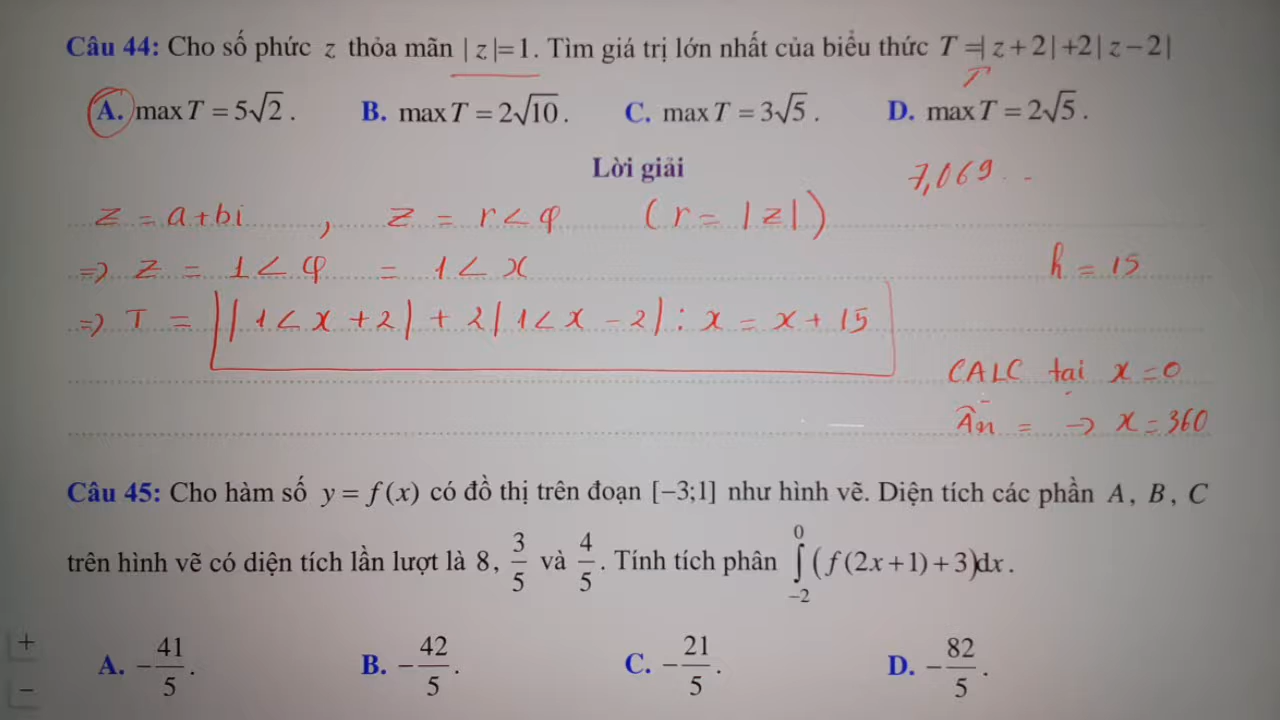 Câu 44: Cho số phức z thỏa mãn |z|=1. Tìm giá trị lớn nhất của biểu thức T=|z+2|+2|z−2|
A. max T = 5√2. B. max T = 2√10. C. max T = 3√5. D. max T = 2√5.
Lời giải
7,069...
z = a+bi , z = r∠φ (r = |z|)
=> z = 1∠φ = 1∠x
h = 15
=> T = |1∠x+2| + 2|1∠x−2| : x = x+15
CALC tại x=0
Ấn = → x=360
Câu 45: Cho hàm số y = f(x) có đồ thị trên đoạn [−3;1] như hình vẽ. Diện tích các phần A, B, C
trên hình vẽ có diện tích lần lượt là 8, 3/5 và 4/5. Tính tích phân ∫_{−2}^{0}(f(2x+1)+3)dx.
A. −41/5. B. −42/5. C. −21/5. D. −82/5.
+
−